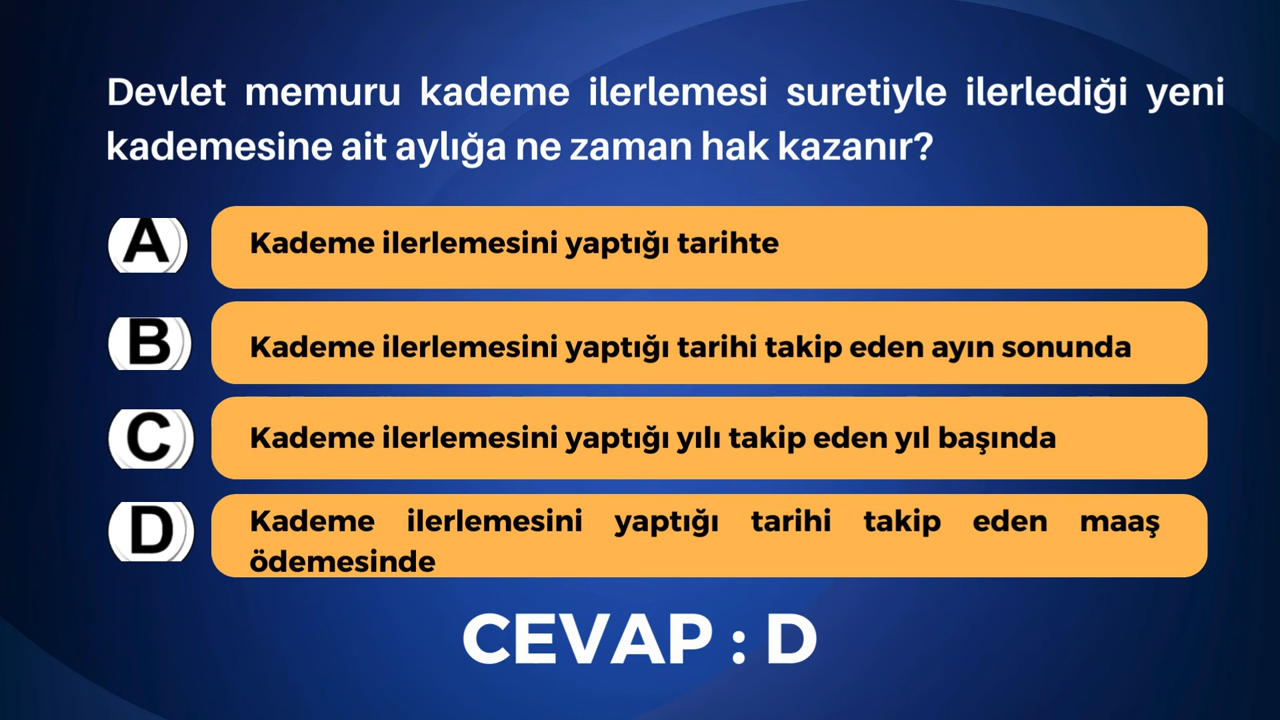 Devlet memuru kademe ilerlemesi suretiyle ilerlediği yeni
kademesine ait aylığa ne zaman hak kazanır?
A
Kademe ilerlemesini yaptığı tarihte
B
Kademe ilerlemesini yaptığı tarihi takip eden ayın sonunda
C
Kademe ilerlemesini yaptığı yılı takip eden yıl başında
D
Kademe ilerlemesini yaptığı tarihi takip eden maaş
ödemesinde
CEVAP : D